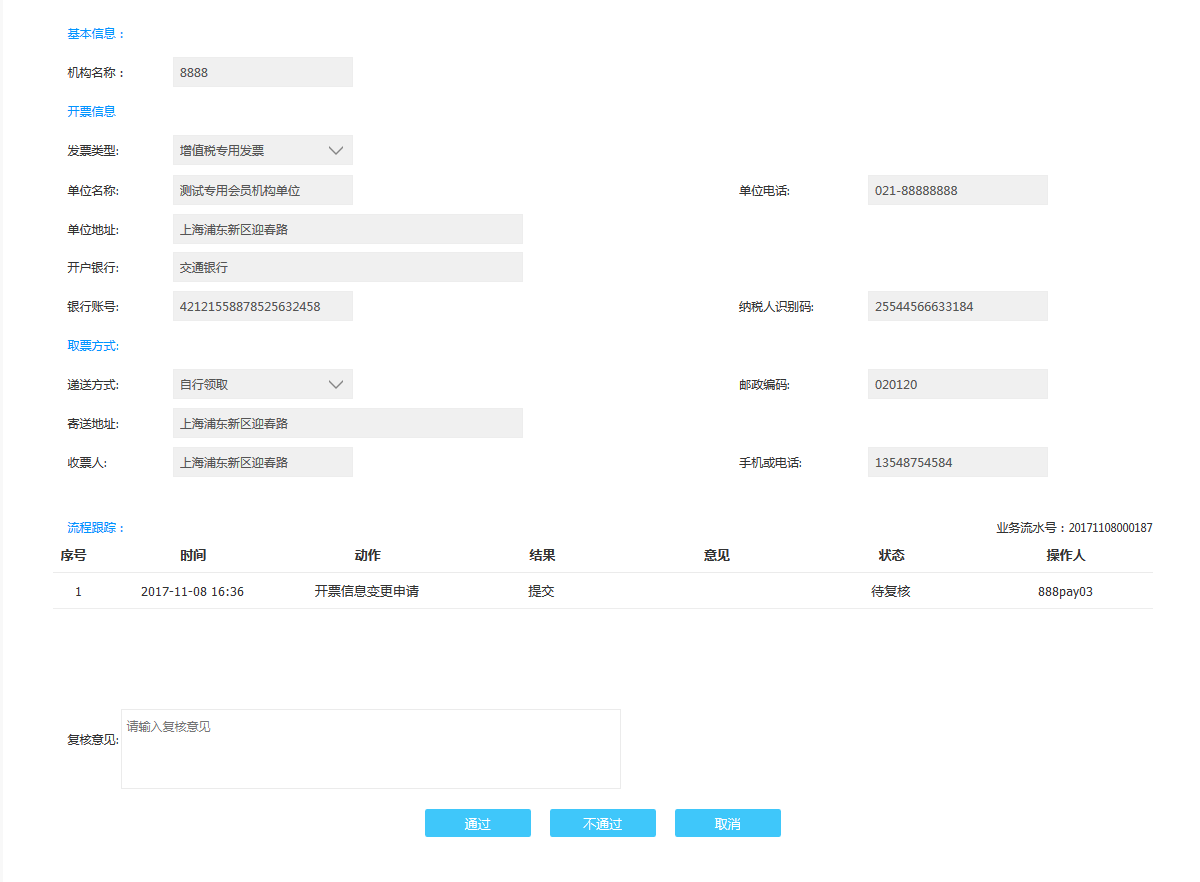 基本信息：
机构名称： 8888
开票信息
发票类型: 增值税专用发票
单位名称: 测试专用会员机构单位 单位电话: 021-88888888
单位地址: 上海浦东新区迎春路
开户银行: 交通银行
银行账号: 42121558878525632458 纳税人识别码: 25544566633184
取票方式:
递送方式: 自行领取 邮政编码: 020120
寄送地址: 上海浦东新区迎春路
收票人: 上海浦东新区迎春路 手机或电话: 13548754584
流程跟踪： 业务流水号：20171108000187
序号 时间 动作 结果 意见 状态 操作人
1 2017-11-08 16:36 开票信息变更申请 提交 待复核 888pay03
复核意见: 请输入复核意见
通过 不通过 取消